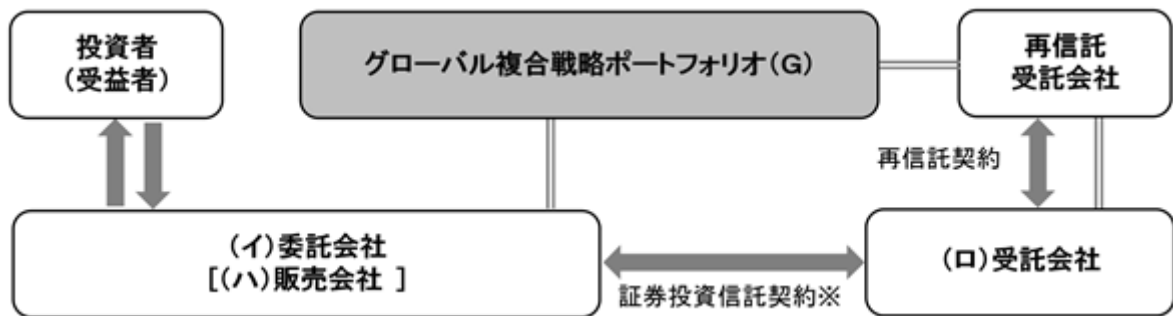 投資者
(受益者)
グローバル複合戦略ポートフォリオ(G)
再信託
受託会社
再信託契約
(イ)委託会社
[(ハ)販売会社 ]
証券投資信託契約※
(ロ)受託会社